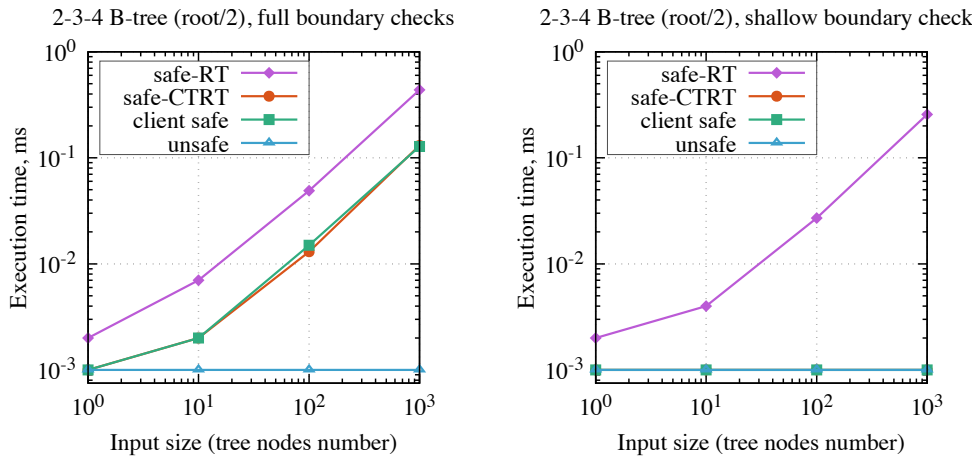 2-3-4 B-tree (root/2), full boundary checks
10^0
10^-1
10^-2
10^-3
Execution time, ms
safe-RT
safe-CTRT
client safe
unsafe
10^0 10^1 10^2 10^3
Input size (tree nodes number)
2-3-4 B-tree (root/2), shallow boundary check
10^0
10^-1
10^-2
10^-3
Execution time, ms
safe-RT
safe-CTRT
client safe
unsafe
10^0 10^1 10^2 10^3
Input size (tree nodes number)